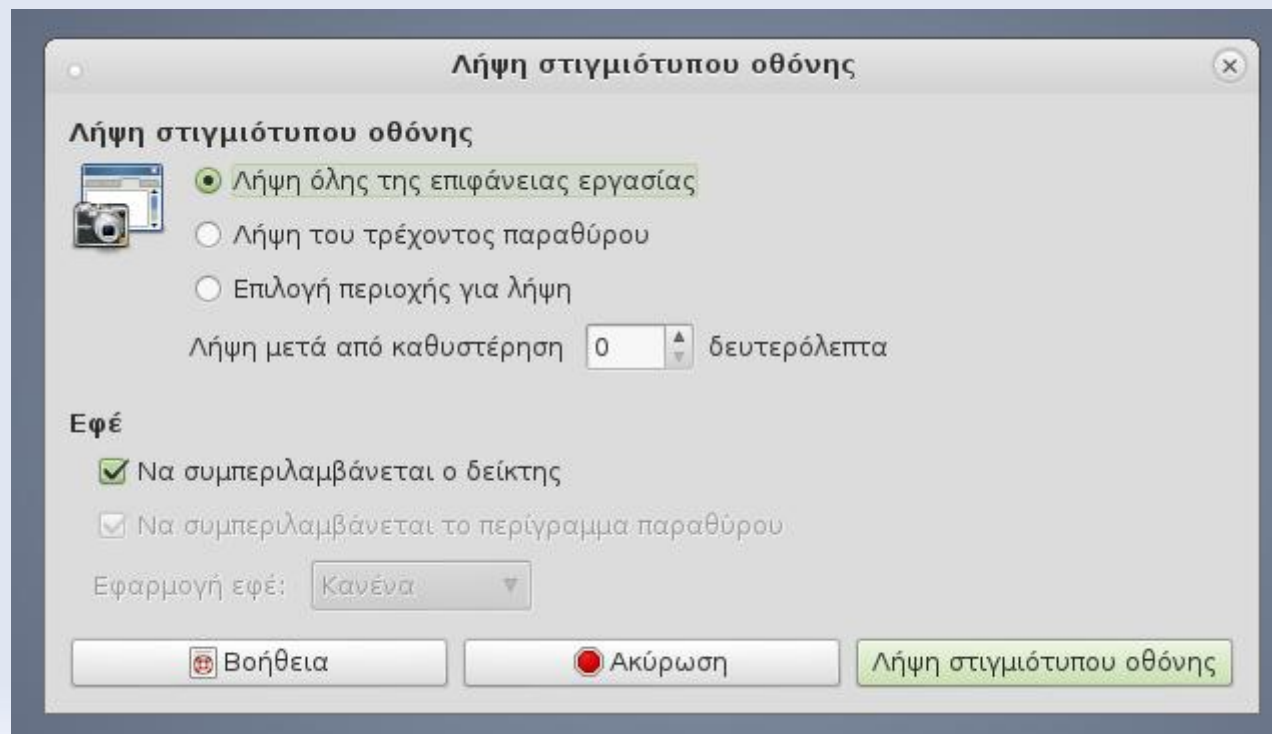 Λήψη στιγμιότυπου οθόνης
Λήψη στιγμιότυπου οθόνης
Λήψη όλης της επιφάνειας εργασίας
Λήψη του τρέχοντος παραθύρου
Επιλογή περιοχής για λήψη
Λήψη μετά από καθυστέρηση 0 δευτερόλεπτα
Εφέ
Να συμπεριλαμβάνεται ο δείκτης
Να συμπεριλαμβάνεται το περίγραμμα παραθύρου
Εφαρμογή εφέ: Κανένα
Βοήθεια Ακύρωση Λήψη στιγμιότυπου οθόνης